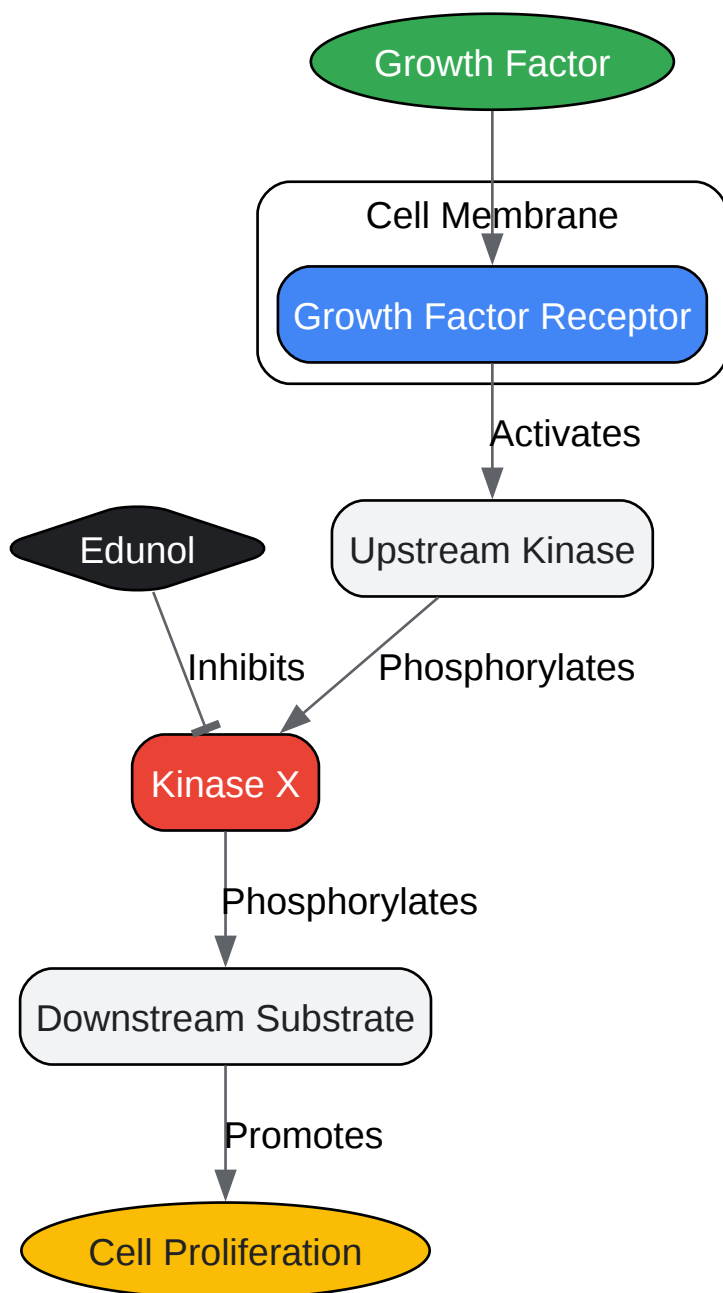 Growth Factor
Cell Membrane
Growth Factor Receptor
Activates
Edunol
Upstream Kinase
Inhibits
Phosphorylates
Kinase X
Phosphorylates
Downstream Substrate
Promotes
Cell Proliferation